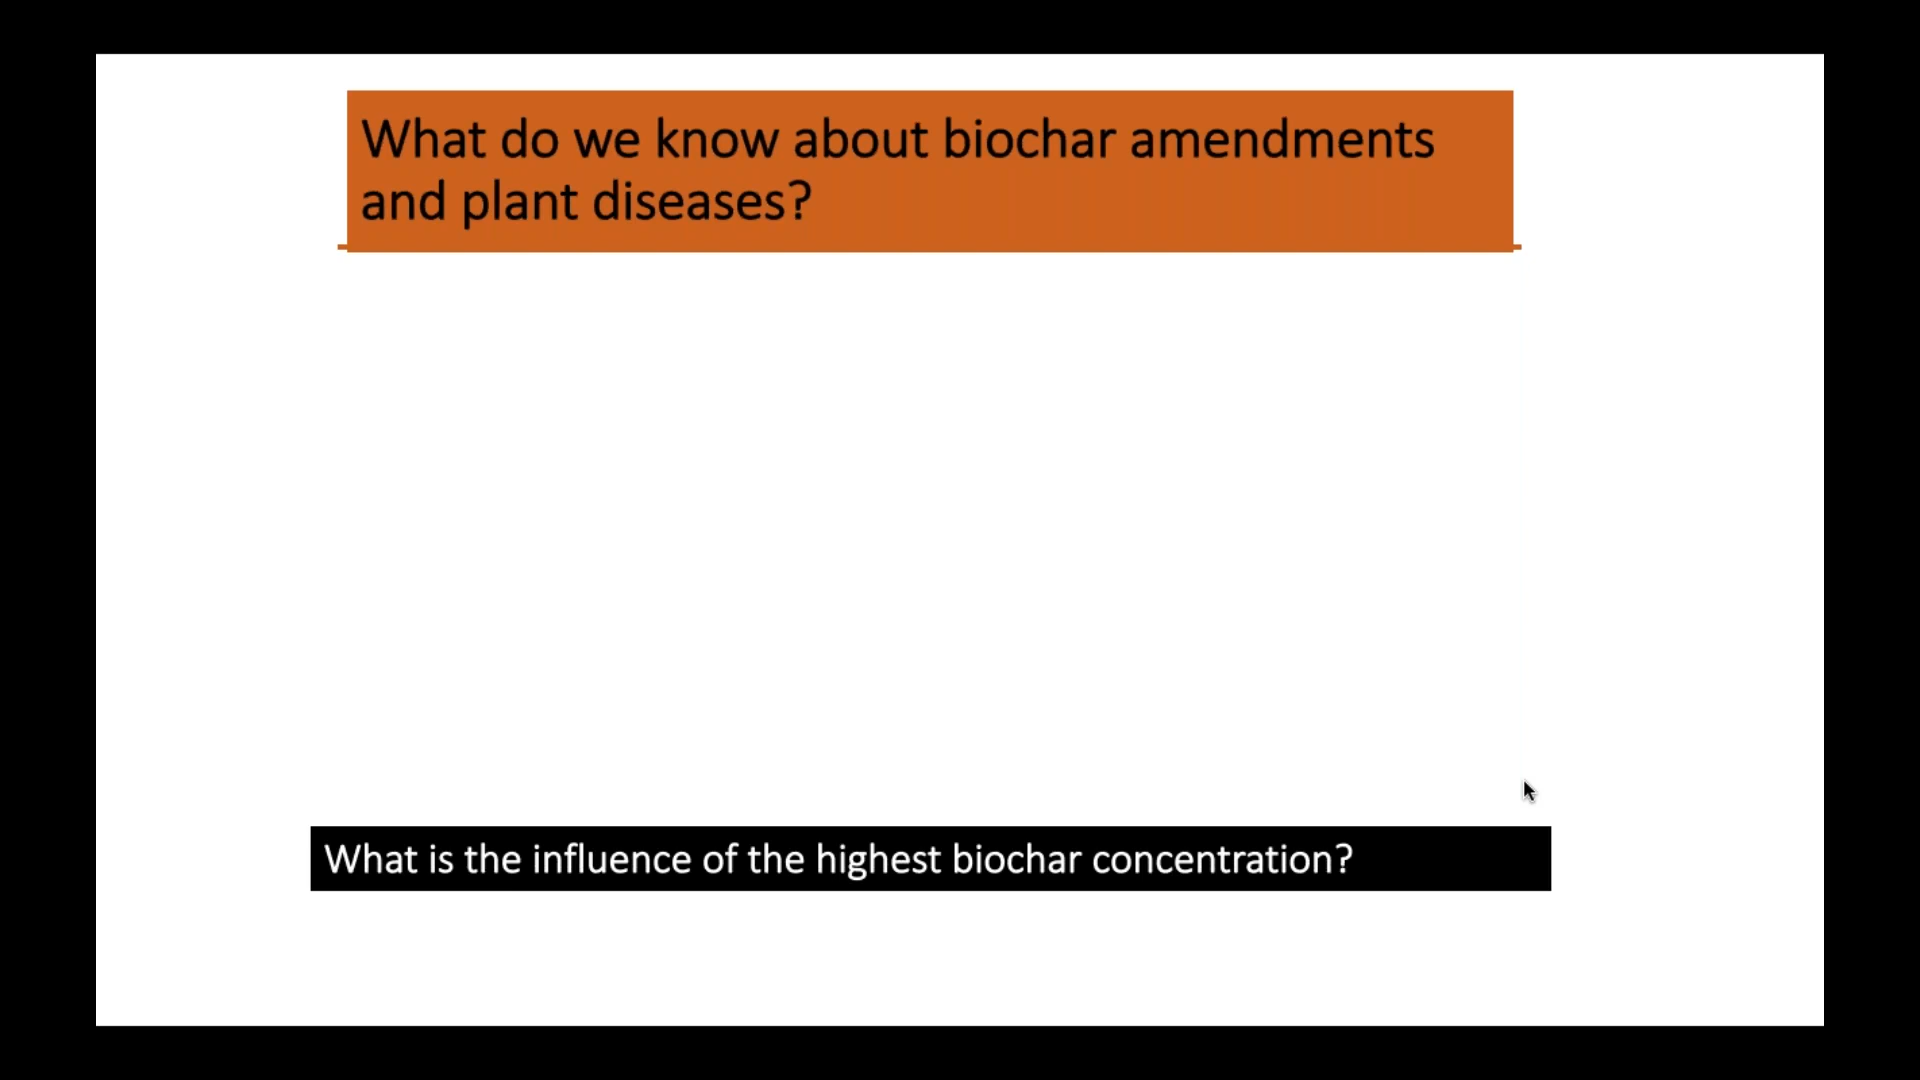 What do we know about biochar amendments
and plant diseases?
What is the influence of the highest biochar concentration?